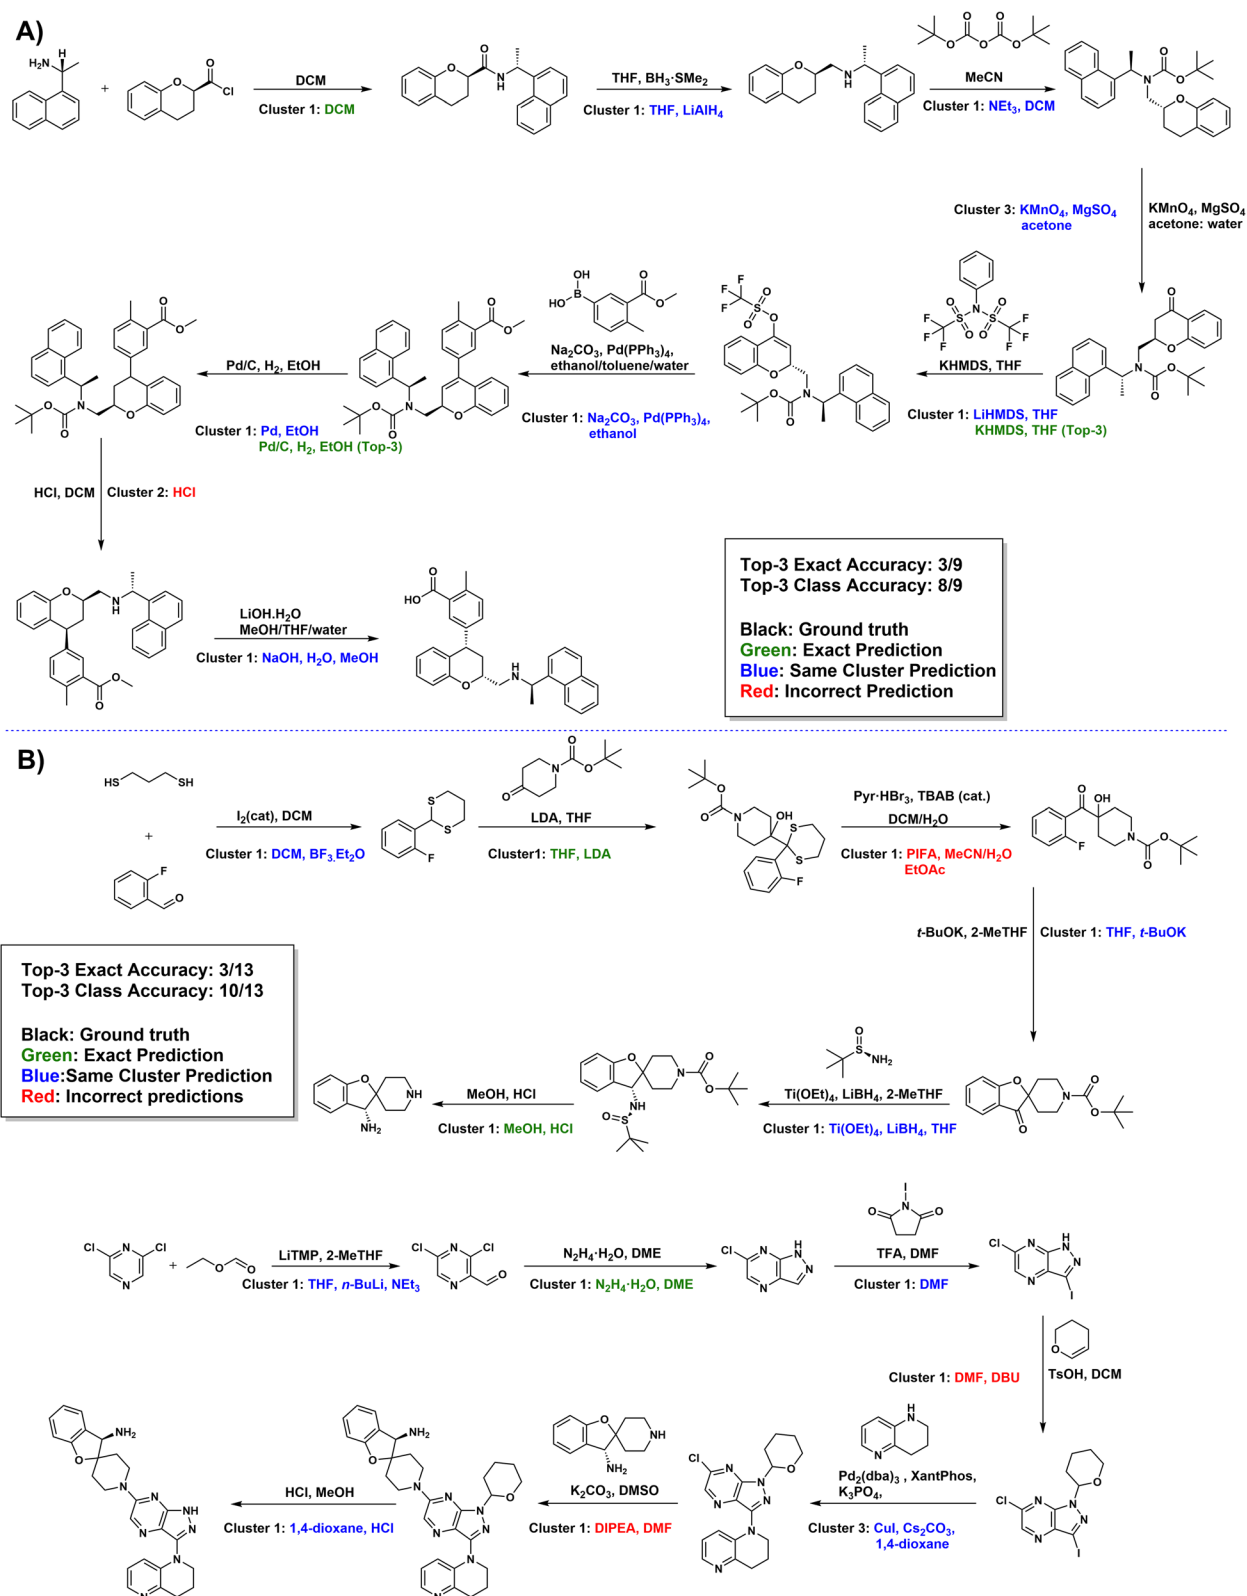 A)
DCM
Cluster 1: DCM
THF, BH3·SMe2
Cluster 1: THF, LiAlH4
MeCN
Cluster 1: NEt3, DCM
Cluster 3: KMnO4, MgSO4
acetone
KMnO4, MgSO4
acetone: water
KHMDS, THF
Cluster 1: LiHMDS, THF
KHMDS, THF (Top-3)
Na2CO3, Pd(PPh3)4,
ethanol/toluene/water
Cluster 1: Na2CO3, Pd(PPh3)4,
ethanol
Pd/C, H2, EtOH
Cluster 1: Pd, EtOH
Pd/C, H2, EtOH (Top-3)
HCl, DCM
Cluster 2: HCl
LiOH.H2O
MeOH/THF/water
Cluster 1: NaOH, H2O, MeOH
Top-3 Exact Accuracy: 3/9
Top-3 Class Accuracy: 8/9
Black: Ground truth
Green: Exact Prediction
Blue: Same Cluster Prediction
Red: Incorrect Prediction
B)
I2(cat), DCM
Cluster 1: DCM, BF3.Et2O
LDA, THF
Cluster1: THF, LDA
Pyr·HBr3, TBAB (cat.)
DCM/H2O
Cluster 1: PIFA, MeCN/H2O
EtOAc
t-BuOK, 2-MeTHF
Cluster 1: THF, t-BuOK
Top-3 Exact Accuracy: 3/13
Top-3 Class Accuracy: 10/13
Black: Ground truth
Green: Exact Prediction
Blue:Same Cluster Prediction
Red: Incorrect predictions
Ti(OEt)4, LiBH4, 2-MeTHF
Cluster 1: Ti(OEt)4, LiBH4, THF
MeOH, HCl
Cluster 1: MeOH, HCl
LiTMP, 2-MeTHF
Cluster 1: THF, n-BuLi, NEt3
N2H4·H2O, DME
Cluster 1: N2H4·H2O, DME
TFA, DMF
Cluster 1: DMF
Cluster 1: DMF, DBU
TsOH, DCM
Pd2(dba)3 , XantPhos,
K3PO4,
Cluster 3: CuI, Cs2CO3,
1,4-dioxane
K2CO3, DMSO
Cluster 1: DIPEA, DMF
HCl, MeOH
Cluster 1: 1,4-dioxane, HCl